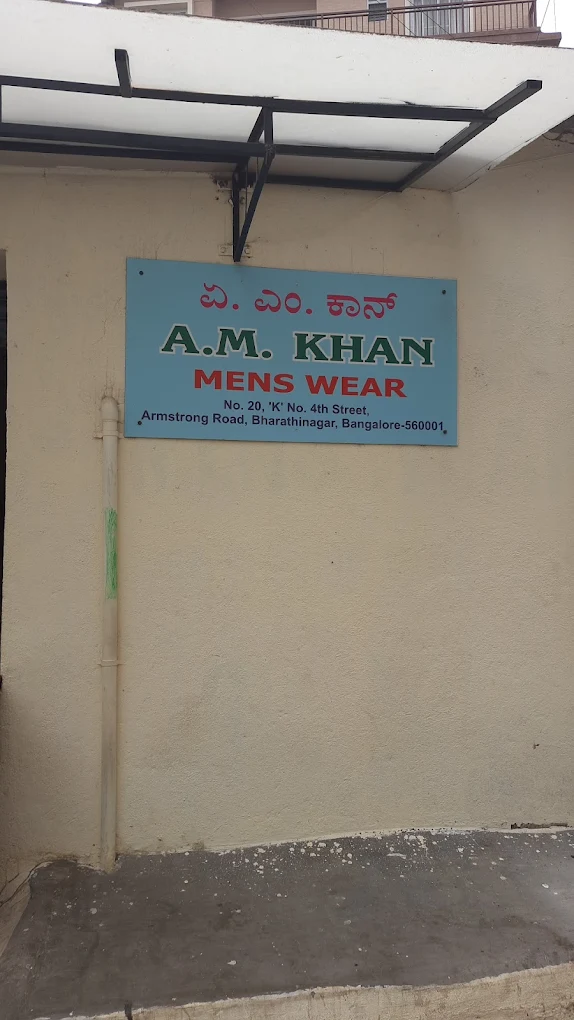 ಏ. ಎಂ. ಕಾನ್
A.M. KHAN
MENS WEAR
No. 20, 'K' No. 4th Street,
Armstrong Road, Bharathinagar, Bangalore-560001